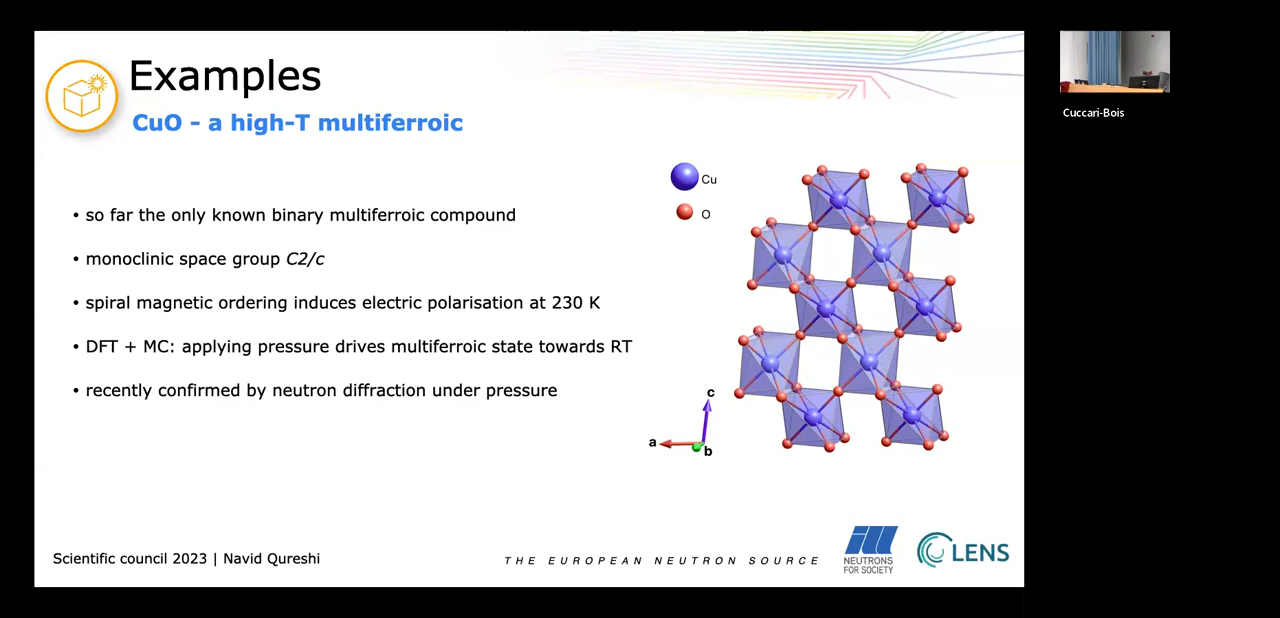 Examples
CuO - a high-T multiferroic
Cu
O
• so far the only known binary multiferroic compound
• monoclinic space group C2/c
• spiral magnetic ordering induces electric polarisation at 230 K
• DFT + MC: applying pressure drives multiferroic state towards RT
• recently confirmed by neutron diffraction under pressure
c
a
b
Scientific council 2023 | Navid Qureshi
THE EUROPEAN NEUTRON SOURCE
ill
NEUTRONS
FOR SOCIETY
LENS
Cuccari-Bois